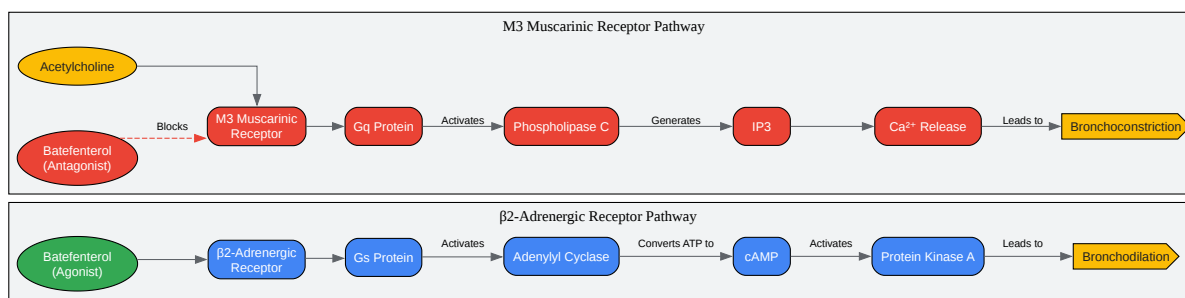 M3 Muscarinic Receptor Pathway
Acetylcholine
Batefenterol
(Antagonist)
Blocks
M3 Muscarinic
Receptor
Gq Protein
Activates
Phospholipase C
Generates
IP3
Ca²⁺ Release
Leads to
Bronchoconstriction
β2-Adrenergic Receptor Pathway
Batefenterol
(Agonist)
β2-Adrenergic
Receptor
Gs Protein
Activates
Adenylyl Cyclase
Converts ATP to
cAMP
Activates
Protein Kinase A
Leads to
Bronchodilation